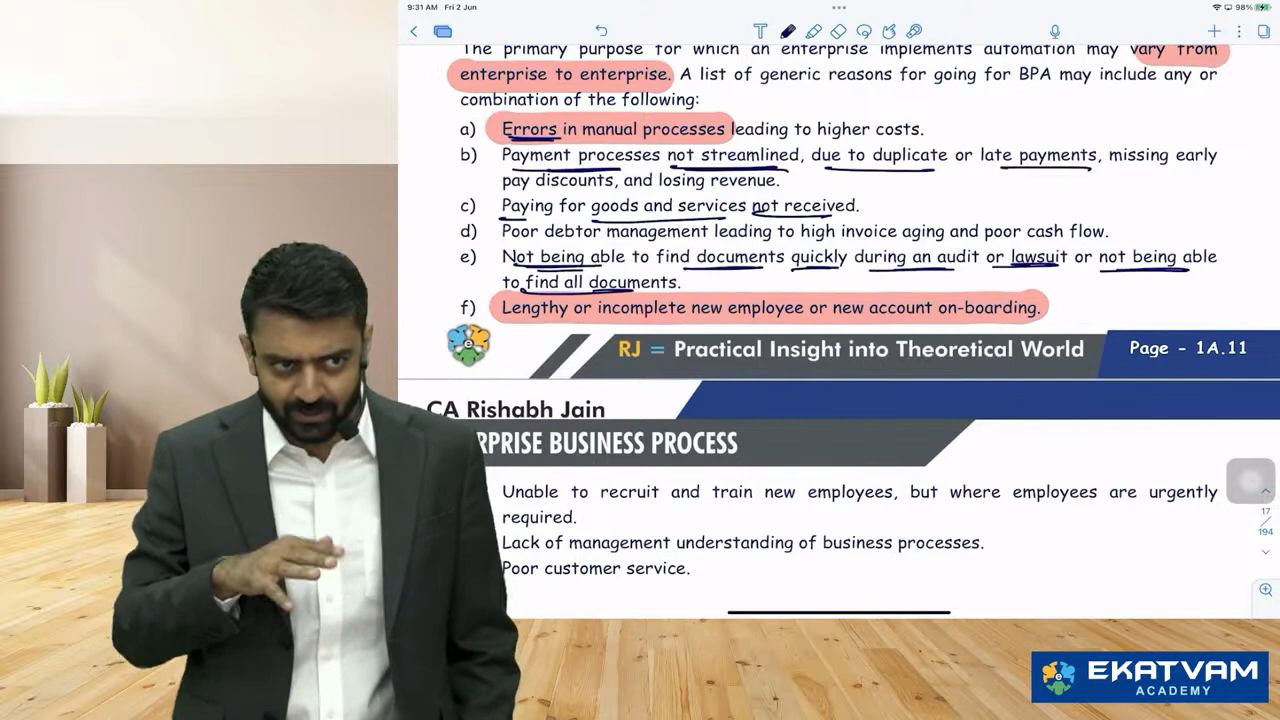 9:31 AM Fri 2 Jun
98%
The primary purpose for which an enterprise implements automation may vary from
enterprise to enterprise. A list of generic reasons for going for BPA may include any or
combination of the following:
a) Errors in manual processes leading to higher costs.
b) Payment processes not streamlined, due to duplicate or late payments, missing early
pay discounts, and losing revenue.
c) Paying for goods and services not received.
d) Poor debtor management leading to high invoice aging and poor cash flow.
e) Not being able to find documents quickly during an audit or lawsuit or not being able
to find all documents.
f) Lengthy or incomplete new employee or new account on-boarding.
RJ = Practical Insight into Theoretical World
Page - 1A.11
CA Rishabh Jain
RPRISE BUSINESS PROCESS
Unable to recruit and train new employees, but where employees are urgently
required.
Lack of management understanding of business processes.
Poor customer service.
17
/
194
EKATVAM
ACADEMY